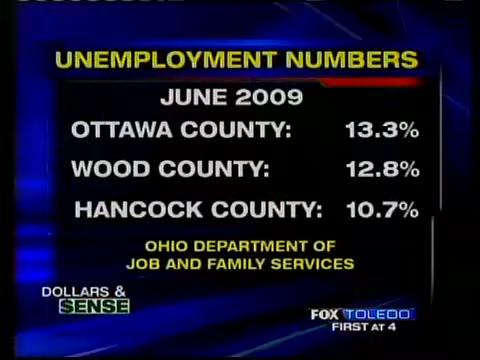 UNEMPLOYMENT NUMBERS
JUNE 2009
OTTAWA COUNTY: 13.3%
WOOD COUNTY: 12.8%
HANCOCK COUNTY: 10.7%
OHIO DEPARTMENT OF
JOB AND FAMILY SERVICES
DOLLARS &
$ENSE
FOX TOLEDO
FIRST AT 4